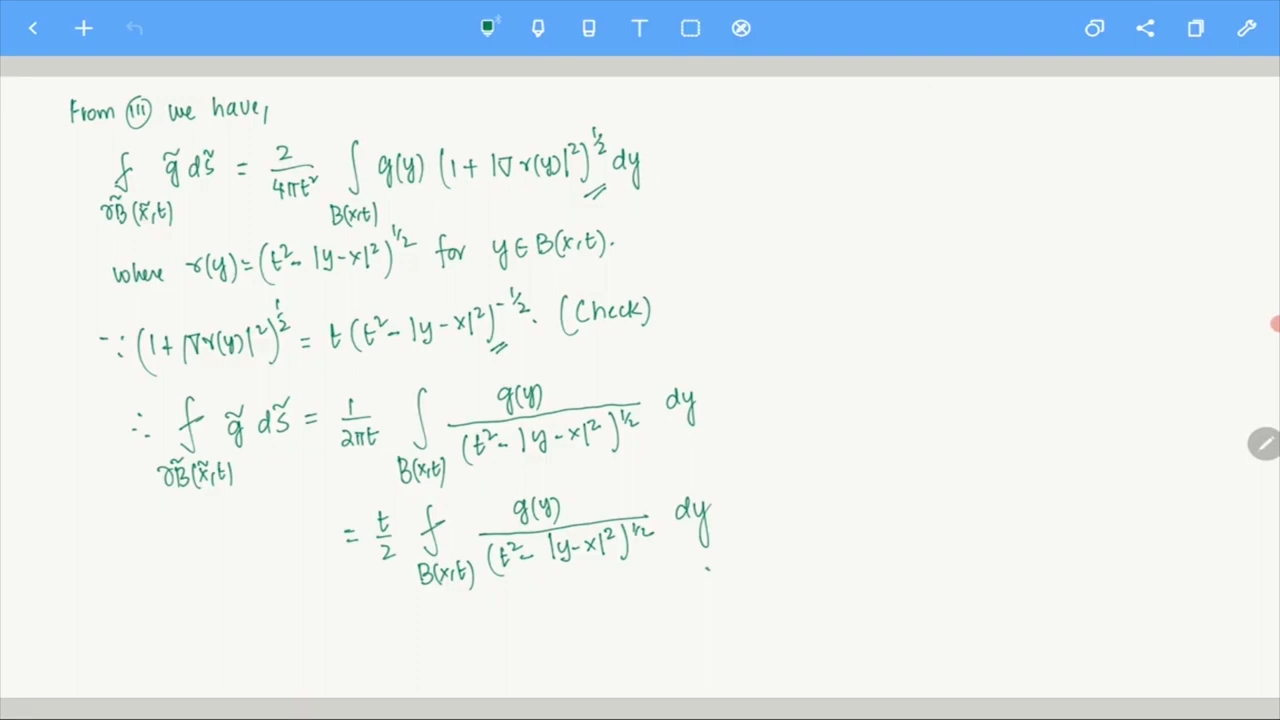 From (III) we have,
⨍_{∂B̃(x̃,t)} g̃ dS̃ = 2/(4πt²) ∫_{B(x,t)} g(y) (1 + |∇r(y)|²)^{1/2} dy
where r(y) = (t² - |y-x|²)^{1/2} for y ∈ B(x,t).
∵ (1 + |∇r(y)|²)^{1/2} = t (t² - |y-x|²)^{-1/2}. (Check)
∴ ⨍_{∂B̃(x̃,t)} g̃ dS̃ = 1/(2πt) ∫_{B(x,t)} g(y)/(t² - |y-x|²)^{1/2} dy
= t/2 ⨍_{B(x,t)} g(y)/(t² - |y-x|²)^{1/2} dy